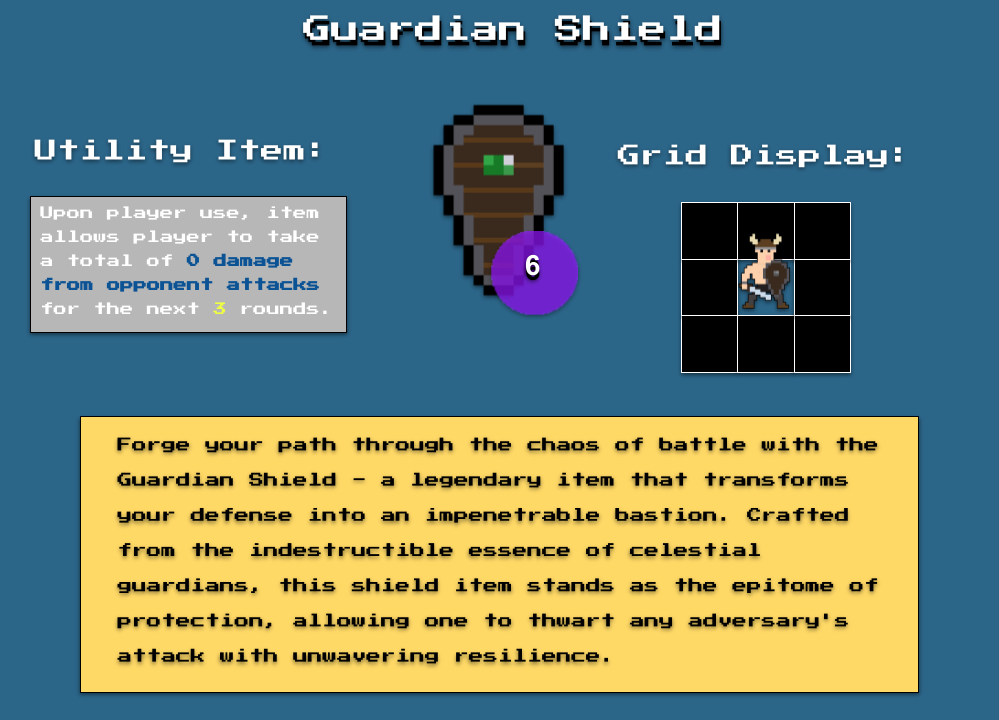 Guardian Shield
Utility Item:
Upon player use, item
allows player to take
a total of 0 damage
from opponent attacks
for the next 3 rounds.
6
Grid Display:
Forge your path through the chaos of battle with the
Guardian Shield - a legendary item that transforms
your defense into an impenetrable bastion. Crafted
from the indestructible essence of celestial
guardians, this shield item stands as the epitome of
protection, allowing one to thwart any adversary's
attack with unwavering resilience.